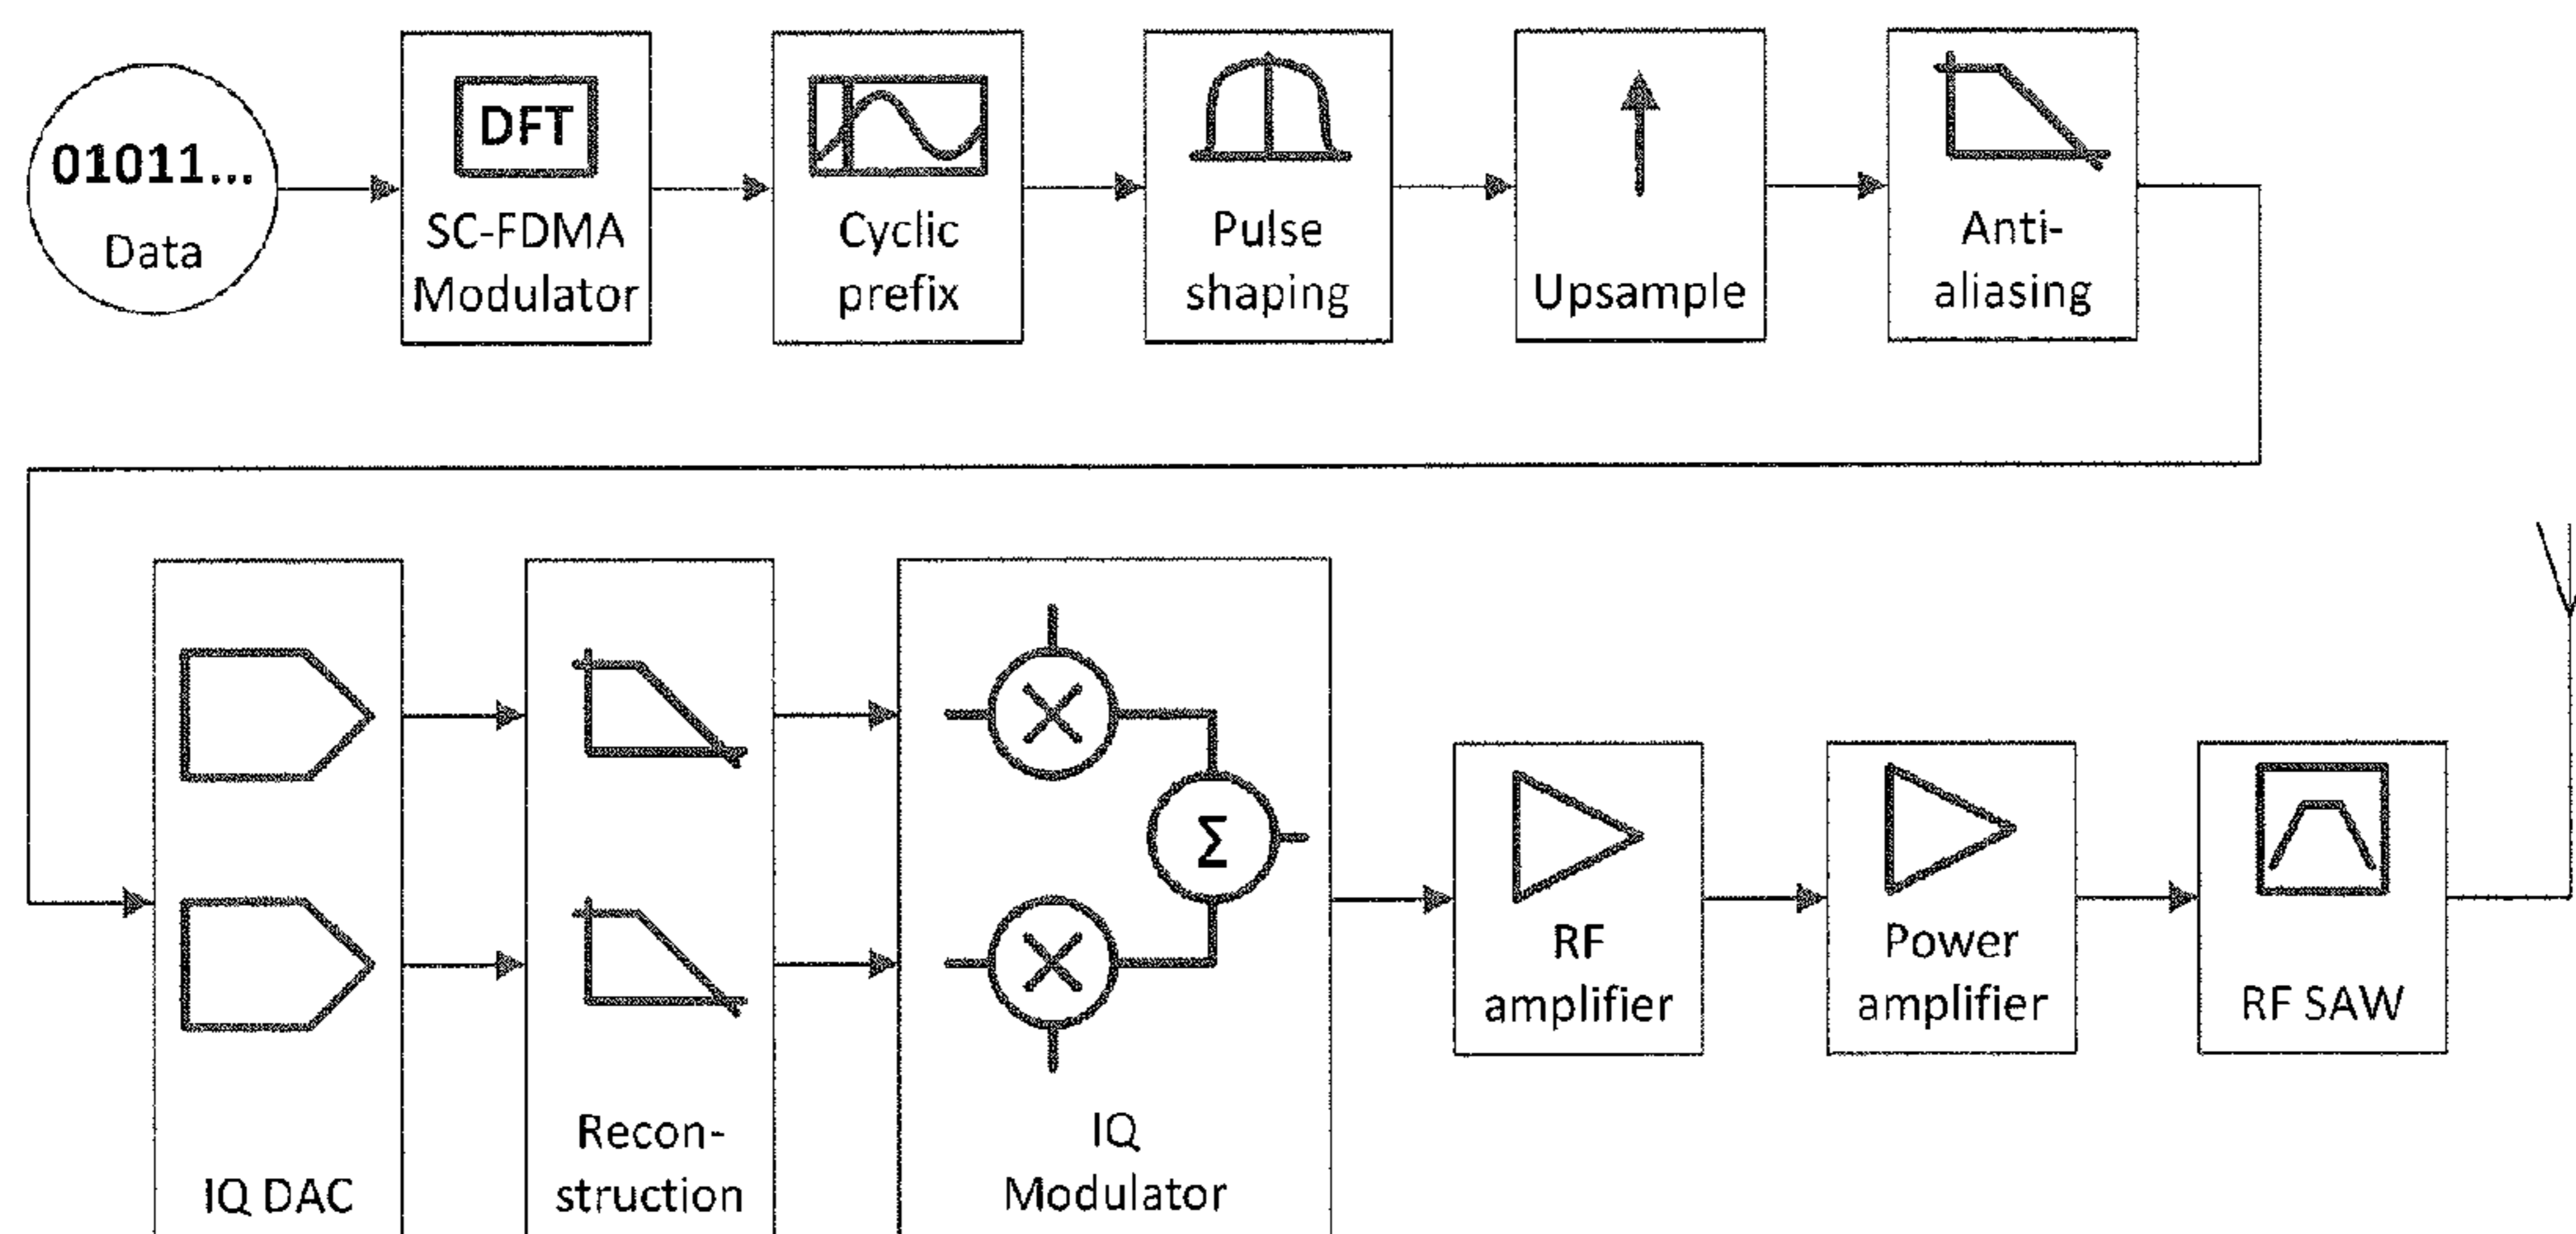 01011...
Data
DFT
SC-FDMA
Modulator
Cyclic
prefix
Pulse
shaping
Upsample
Anti-
aliasing
IQ DAC
Recon-
struction
Σ
IQ
Modulator
RF
amplifier
Power
amplifier
RF SAW